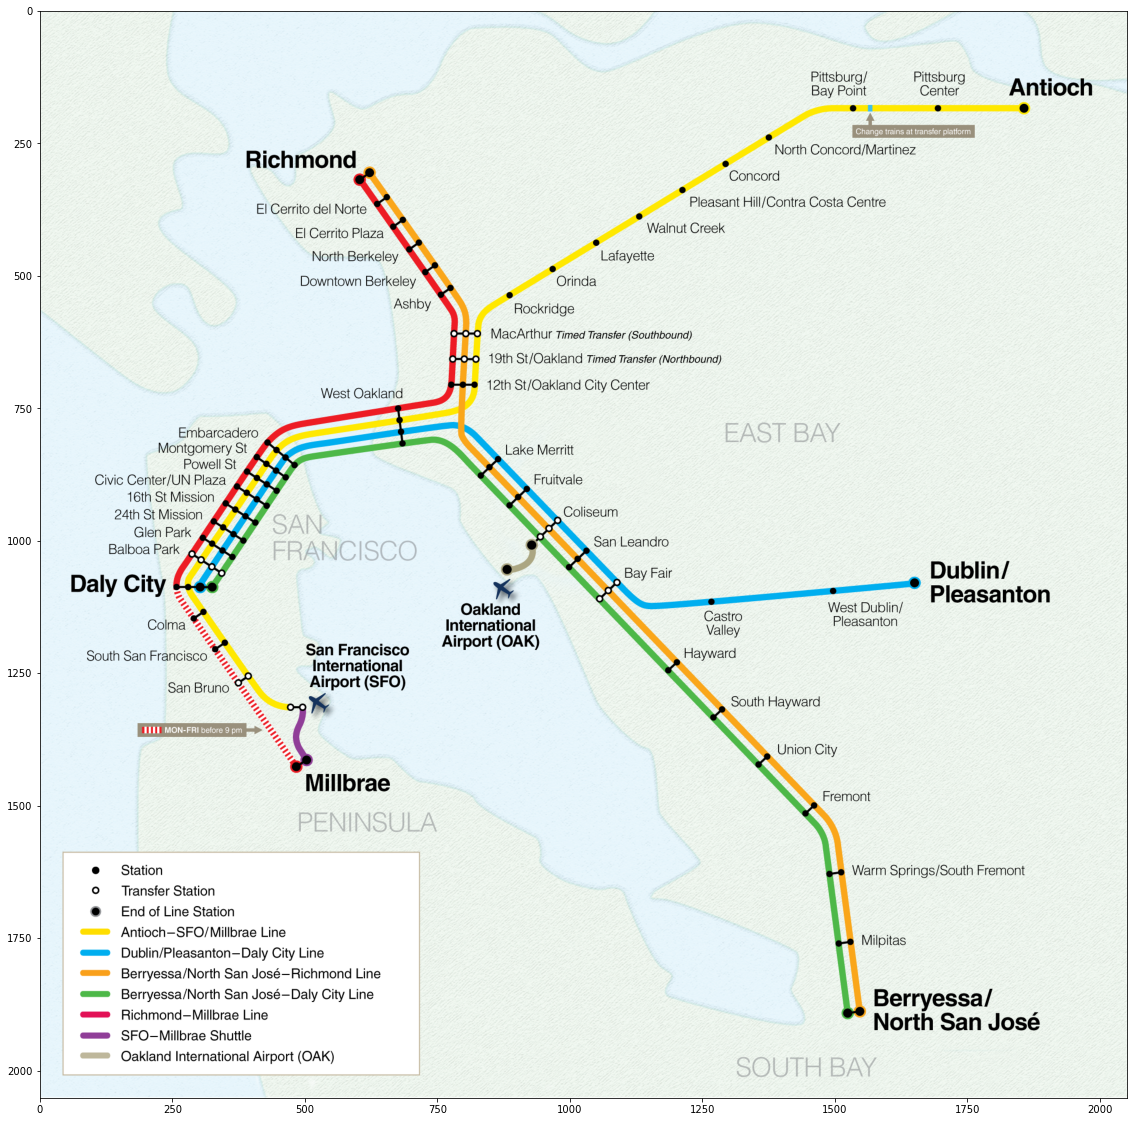 0
250
500
750
1000
1250
1500
1750
2000
0
250
500
750
1000
1250
1500
1750
2000
Pittsburg/
Bay Point
Pittsburg
Center
Antioch
Change trains at transfer platform
North Concord/Martinez
Concord
Pleasant Hill/Contra Costa Centre
Walnut Creek
Lafayette
Orinda
Rockridge
Richmond
El Cerrito del Norte
El Cerrito Plaza
North Berkeley
Downtown Berkeley
Ashby
MacArthur Timed Transfer (Southbound)
19th St/Oakland Timed Transfer (Northbound)
12th St/Oakland City Center
West Oakland
EAST BAY
Embarcadero
Montgomery St
Powell St
Civic Center/UN Plaza
16th St Mission
24th St Mission
Glen Park
Balboa Park
Daly City
SAN
FRANCISCO
Lake Merritt
Fruitvale
Coliseum
San Leandro
Bay Fair
Oakland
International
Airport (OAK)
Castro
Valley
West Dublin/
Pleasanton
Dublin/
Pleasanton
Colma
South San Francisco
San Bruno
San Francisco
International
Airport (SFO)
MON-FRI before 9 pm
Millbrae
PENINSULA
Hayward
South Hayward
Union City
Fremont
Warm Springs/South Fremont
Milpitas
Berryessa/
North San José
SOUTH BAY
Station
Transfer Station
End of Line Station
Antioch–SFO/Millbrae Line
Dublin/Pleasanton–Daly City Line
Berryessa/North San José–Richmond Line
Berryessa/North San José–Daly City Line
Richmond–Millbrae Line
SFO–Millbrae Shuttle
Oakland International Airport (OAK)